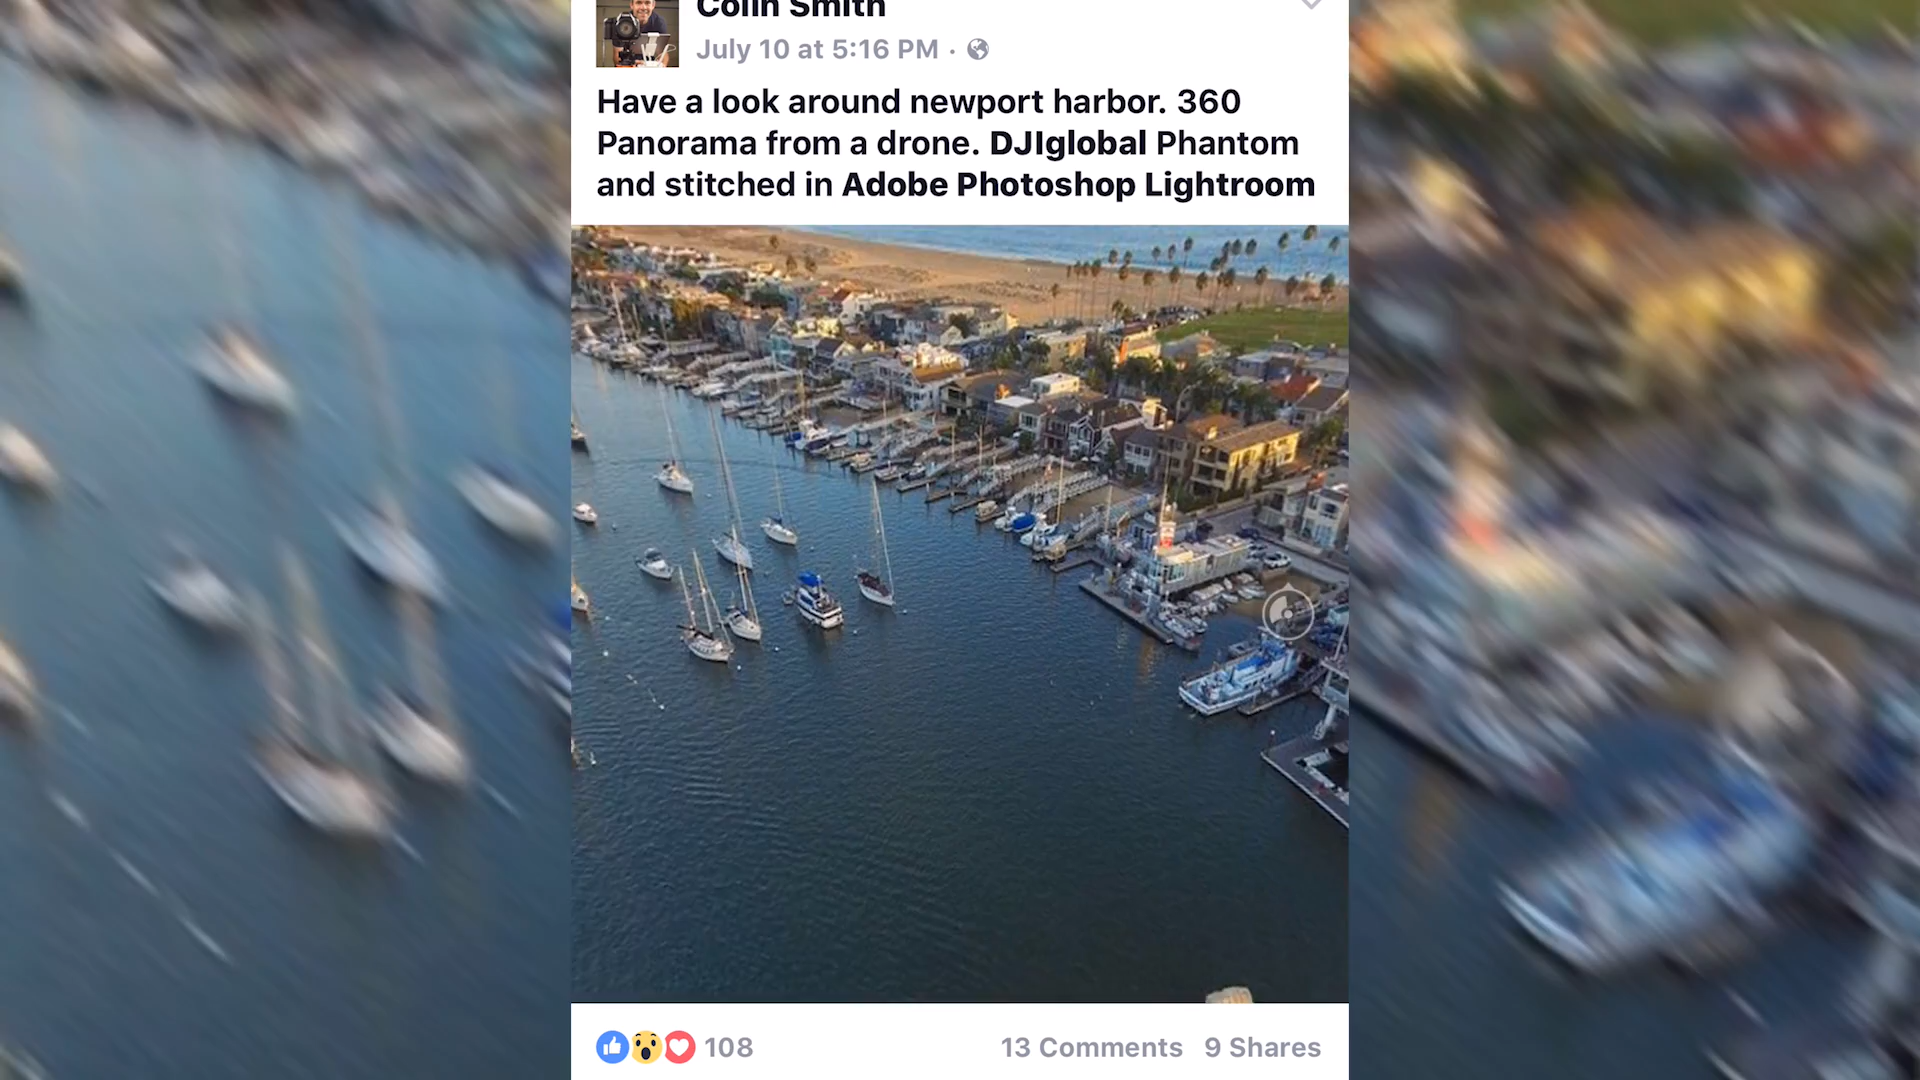 Colin Smith
July 10 at 5:16 PM ·
Have a look around newport harbor. 360
Panorama from a drone. DJIglobal Phantom
and stitched in Adobe Photoshop Lightroom
108
13 Comments 9 Shares